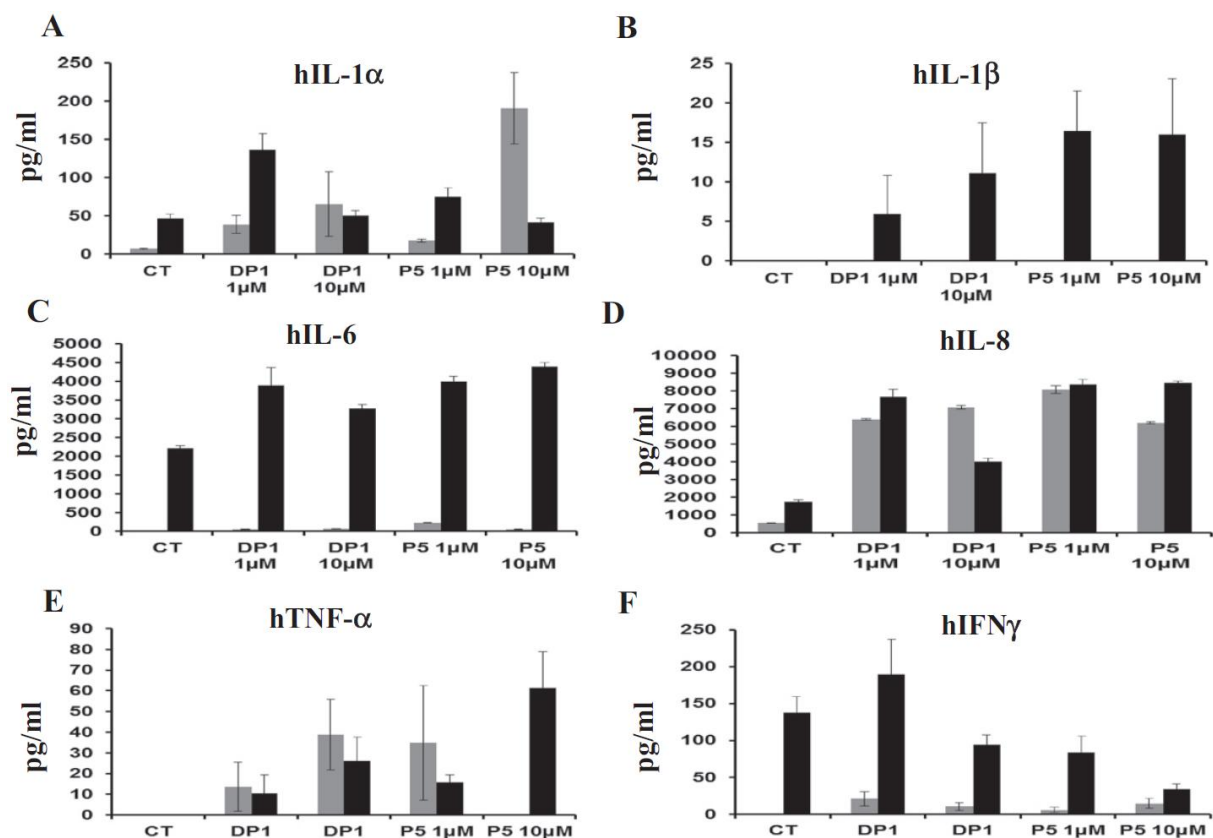 A
hIL-1α
pg/ml
250
200
150
100
50
0
CT
DP1
1μM
DP1
10μM
P5 1μM
P5 10μM
B
hIL-1β
pg/ml
25
20
15
10
5
0
CT
DP1 1μM
DP1
10μM
P5 1μM
P5 10μM
C
hIL-6
pg/ml
5000
4500
4000
3500
3000
2500
2000
1500
1000
500
0
CT
DP1
1μM
DP1
10μM
P5 1μM
P5
10μM
D
hIL-8
pg/ml
10000
9000
8000
7000
6000
5000
4000
3000
2000
1000
0
CT
DP1
1μM
DP1
10μM
P5 1μM
P5
10μM
E
hTNF-α
pg/ml
90
80
70
60
50
40
30
20
10
0
CT
DP1
DP1
P5 1μM
P5 10μM
F
hIFNγ
pg/ml
250
200
150
100
50
0
CT
DP1
DP1
P5 1μM
P5 10μM